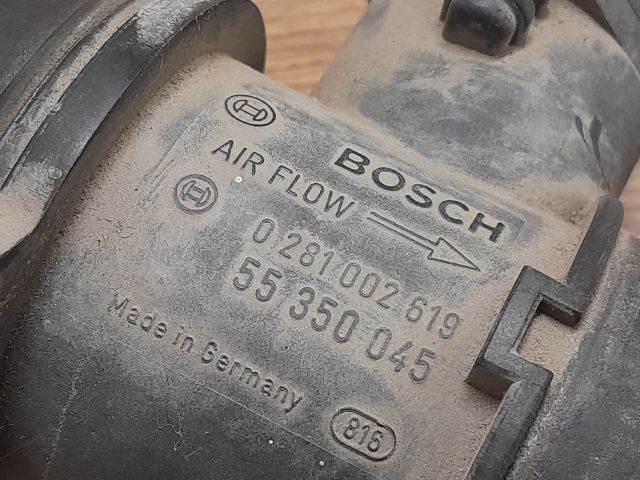 BOSCH
AIR FLOW
0 281 002 619
55 350 045
Made in Germany
816